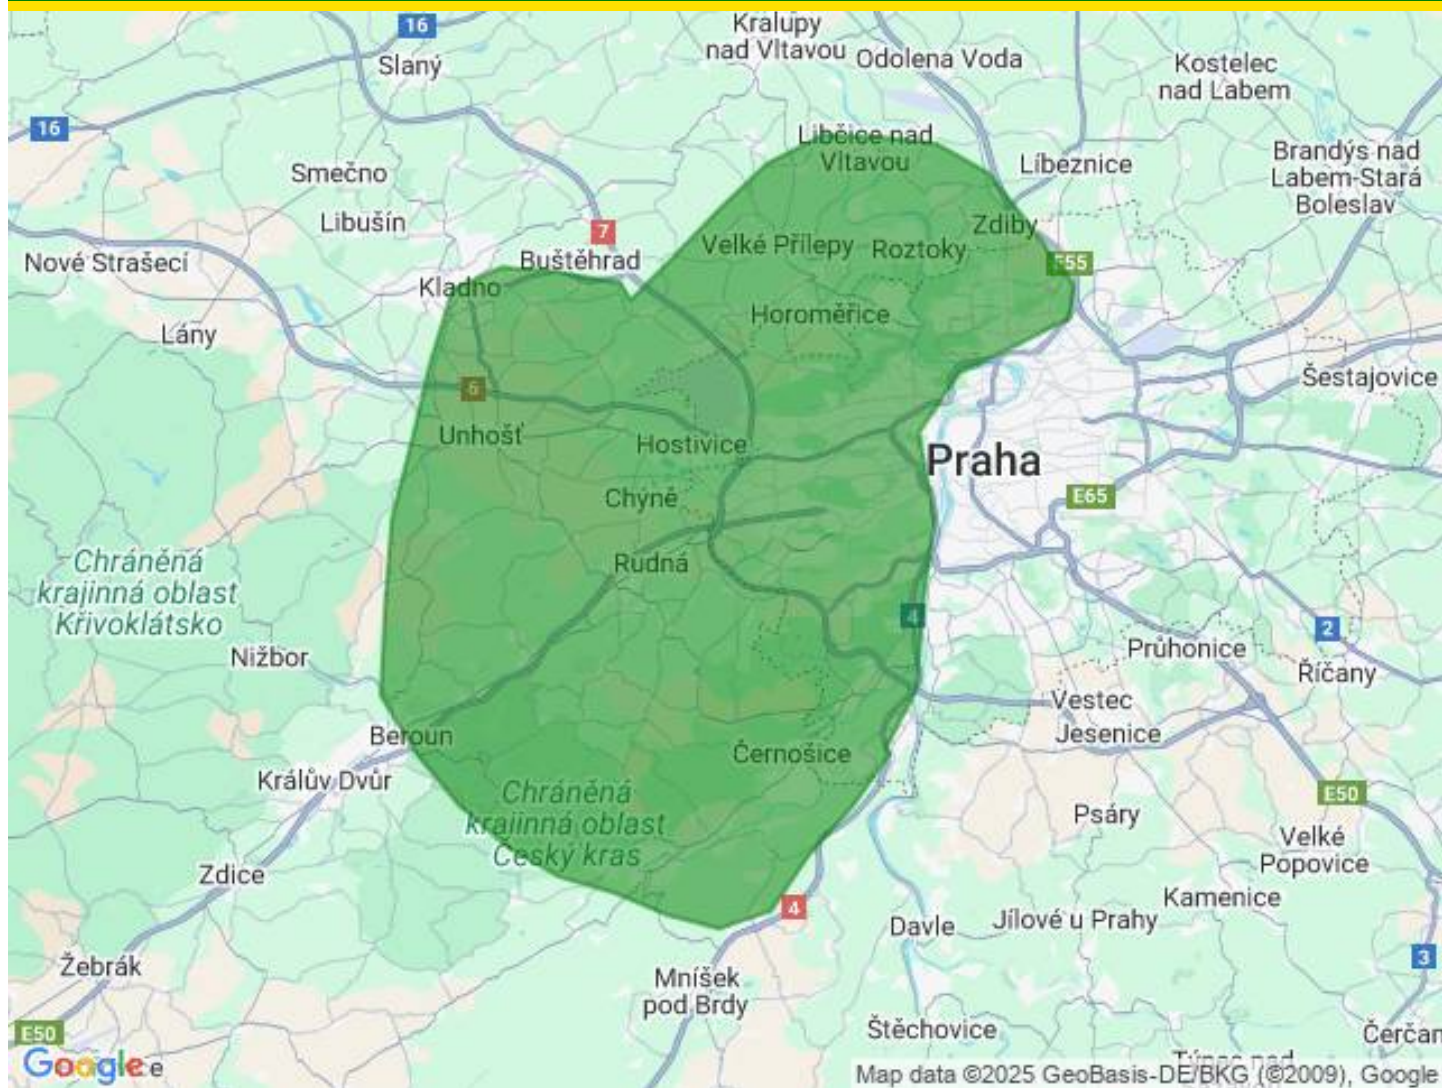 16
Kralupy
nad Vltavou
Odolena Voda
Slaný
Kostelec
nad Labem
16
Libčice nad
Vltavou
Líbeznice
Brandýs nad
Labem-Stará
Boleslav
Smečno
Libušín
7
Zdiby
Velké Přílepy
Roztoky
Nové Strašecí
Buštěhrad
E55
Kladno
Horoměřice
Lány
Šestajovice
6
Unhošť
Hostivice
Praha
Chýně
E65
Rudná
Chráněná
krajinná oblast
Křivoklátsko
4
2
Nižbor
Průhonice
Říčany
Vestec
Jesenice
Beroun
Černošice
Králův Dvůr
Chráněná
krajinná oblast
Český kras
E50
Psáry
Velké
Popovice
Zdice
Kamenice
4
Davle
Jílové u Prahy
Žebrák
3
Mníšek
pod Brdy
E50
Štěchovice
Čerčan
Google
Map data ©2025 GeoBasis-DE/BKG (©2009), Google